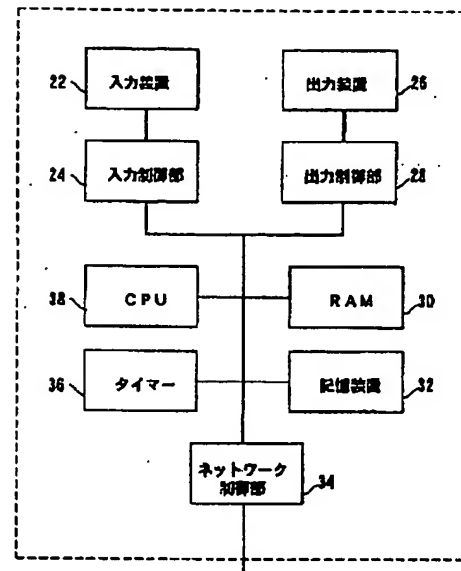 22 入力装置 出力装置 26
24 入力制御部 出力制御部 28
38 CPU RAM 30
36 タイマー 記憶装置 32
ネットワーク
制御部 34